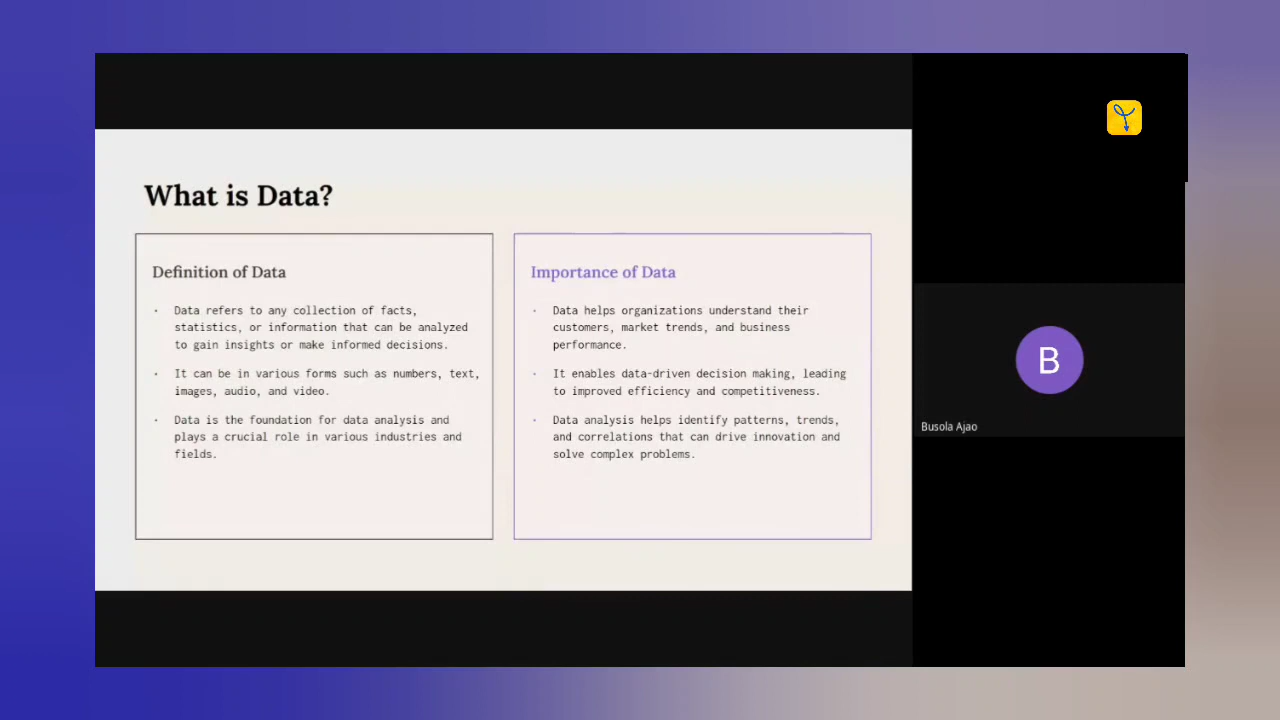 What is Data?
Definition of Data
· Data refers to any collection of facts,
statistics, or information that can be analyzed
to gain insights or make informed decisions.
· It can be in various forms such as numbers, text,
images, audio, and video.
· Data is the foundation for data analysis and
plays a crucial role in various industries and
fields.
Importance of Data
· Data helps organizations understand their
customers, market trends, and business
performance.
· It enables data-driven decision making, leading
to improved efficiency and competitiveness.
· Data analysis helps identify patterns, trends,
and correlations that can drive innovation and
solve complex problems.
B
Busola Ajao